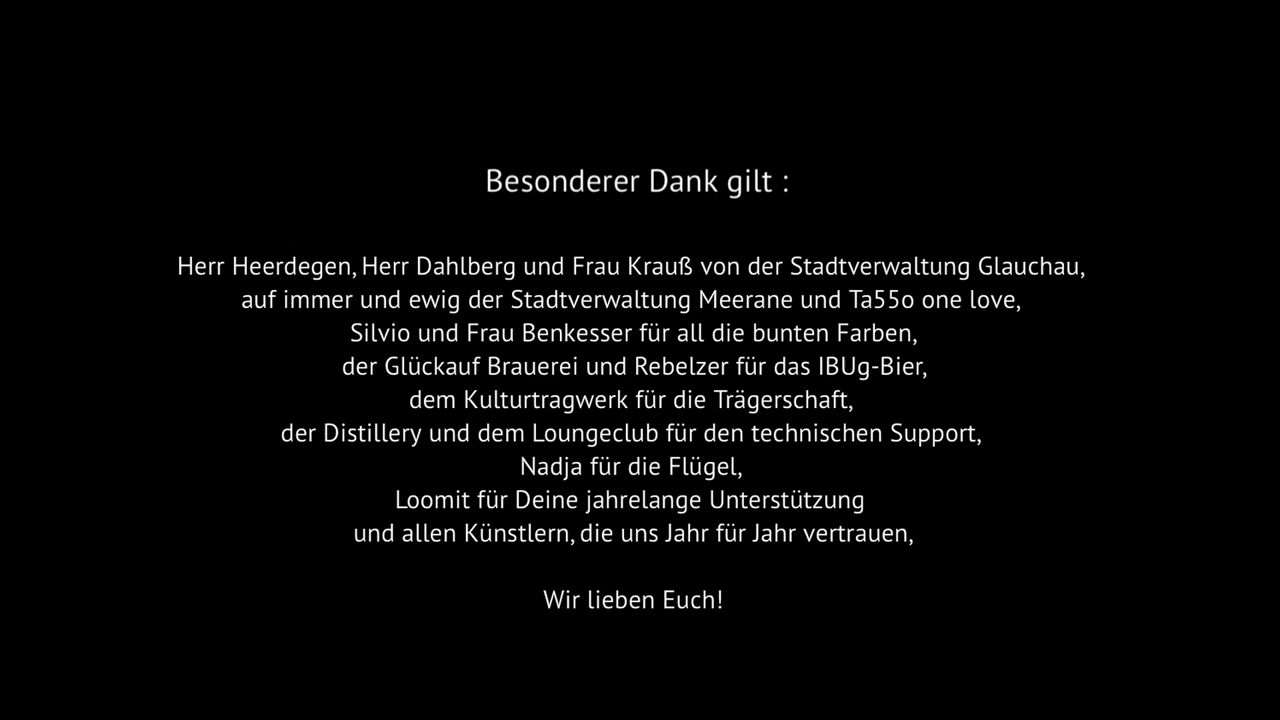 Besonderer Dank gilt :
Herr Heerdegen, Herr Dahlberg und Frau Krauß von der Stadtverwaltung Glauchau,
auf immer und ewig der Stadtverwaltung Meerane und Ta55o one love,
Silvio und Frau Benkesser für all die bunten Farben,
der Glückauf Brauerei und Rebelzer für das IBUg-Bier,
dem Kulturtragwerk für die Trägerschaft,
der Distillery und dem Loungeclub für den technischen Support,
Nadja für die Flügel,
Loomit für Deine jahrelange Unterstützung
und allen Künstlern, die uns Jahr für Jahr vertrauen,
Wir lieben Euch!